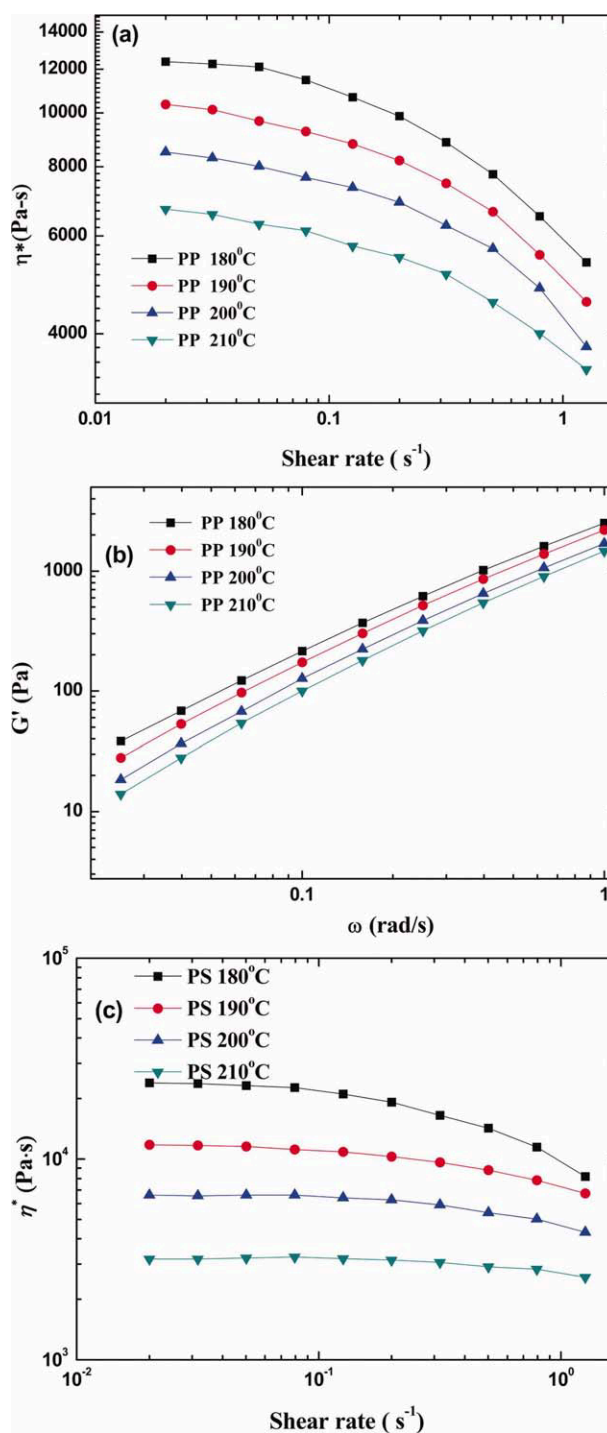 (a)
14000
12000
10000
8000
6000
4000
η*(Pa-s)
PP 180⁰C
PP 190⁰C
PP 200⁰C
PP 210⁰C
0.01 0.1 1
Shear rate ( s⁻¹)
(b)
PP 180⁰C
PP 190⁰C
PP 200⁰C
PP 210⁰C
1000
100
10
G' (Pa)
0.1 1
ω (rad/s)
10⁵
(c)
PS 180⁰C
PS 190⁰C
PS 200⁰C
PS 210⁰C
10⁴
10³
η* (Pa·s)
10⁻² 10⁻¹ 10⁰
Shear rate ( s⁻¹)